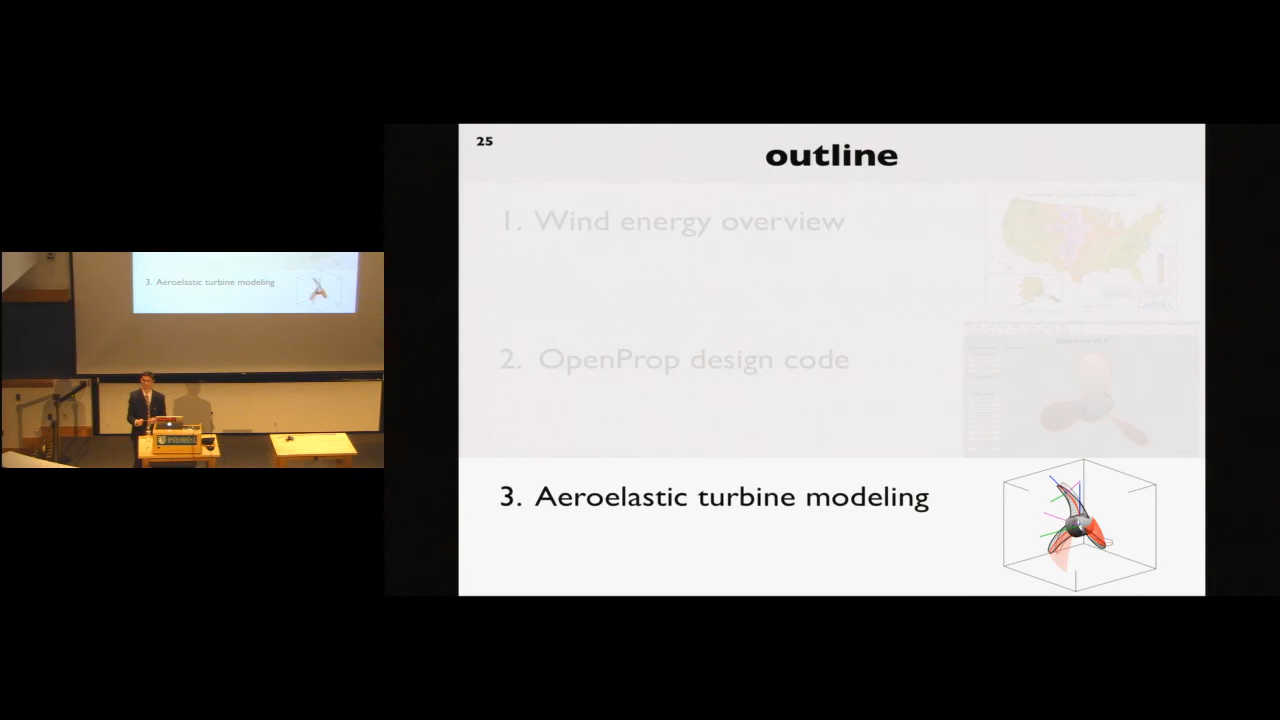 25
outline
1. Wind energy overview
2. OpenProp design code
3. Aeroelastic turbine modeling
3. Aeroelastic turbine modeling